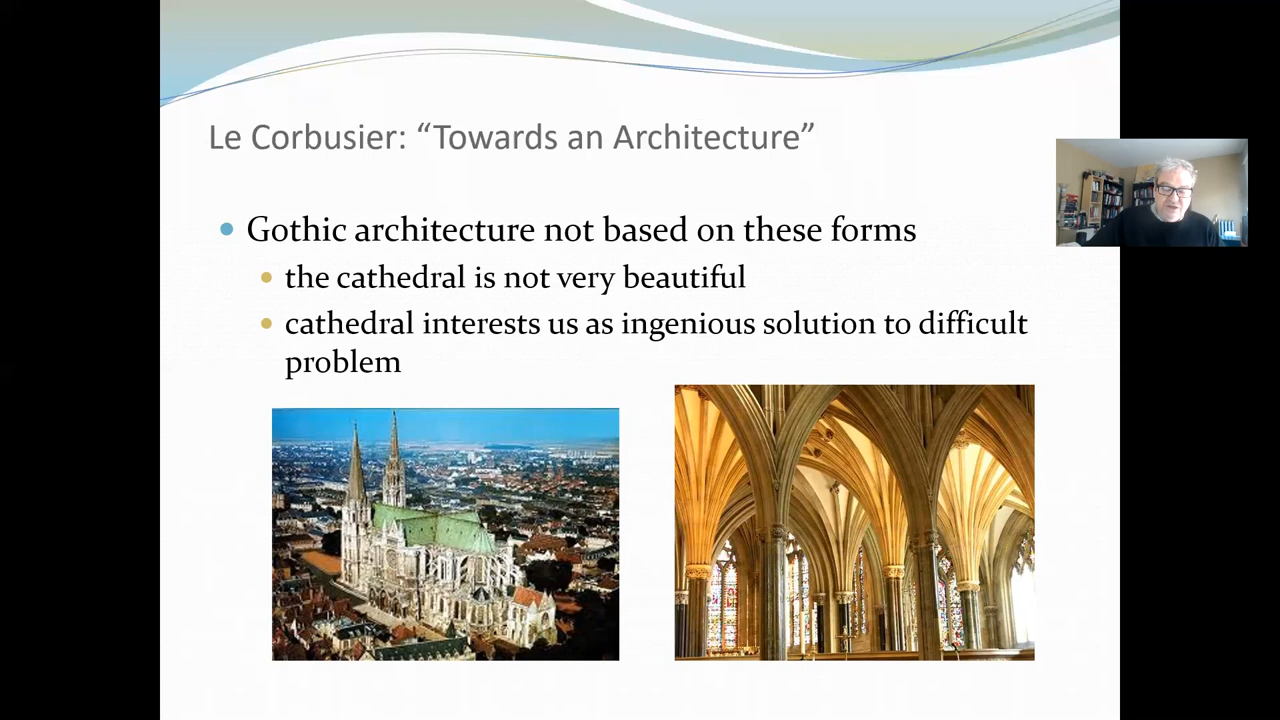 Le Corbusier: “Towards an Architecture”
Gothic architecture not based on these forms
the cathedral is not very beautiful
cathedral interests us as ingenious solution to difficult
problem